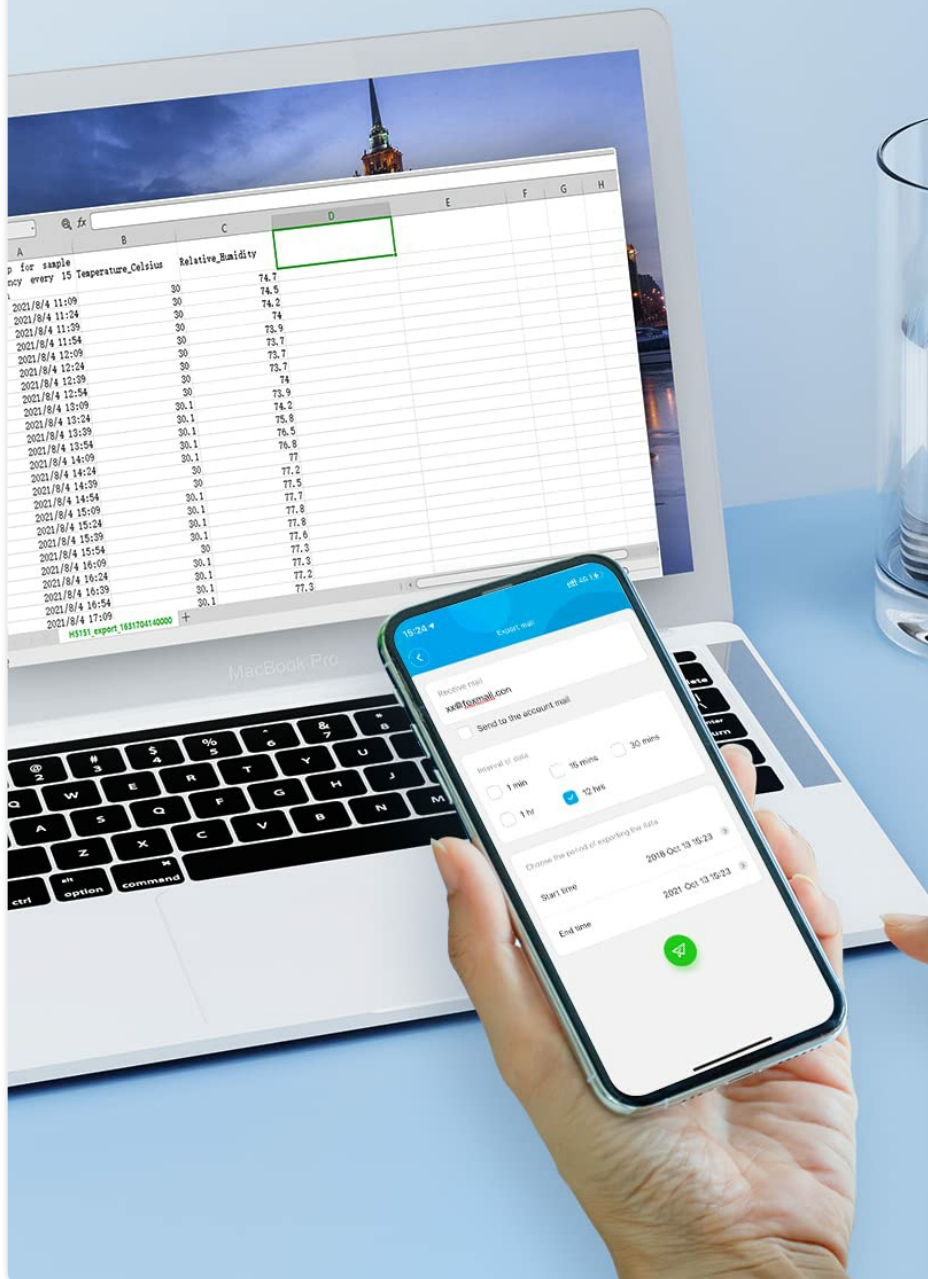 fx
A B C D E F G H
p for sample
ncy every 15 Temperature_Celsius Relative_Humidity
2021/8/4 11:09 30 74.7
2021/8/4 11:24 30 74.5
2021/8/4 11:39 30 74.2
2021/8/4 11:54 30 74
2021/8/4 12:09 30 73.9
2021/8/4 12:24 30 73.7
2021/8/4 12:39 30 73.7
2021/8/4 12:54 30 73.7
2021/8/4 13:09 30 74
2021/8/4 13:24 30.1 73.9
2021/8/4 13:39 30.1 74.2
2021/8/4 13:54 30.1 75.8
2021/8/4 14:09 30.1 76.5
2021/8/4 14:24 30.1 76.8
2021/8/4 14:39 30 77
2021/8/4 14:54 30 77.2
2021/8/4 15:09 30.1 77.5
2021/8/4 15:24 30.1 77.7
2021/8/4 15:39 30.1 77.8
2021/8/4 15:54 30.1 77.8
2021/8/4 16:09 30 77.6
2021/8/4 16:24 30.1 77.3
2021/8/4 16:39 30.1 77.3
2021/8/4 16:54 30.1 77.2
2021/8/4 17:09 30.1 77.3
H5151_export_1631704140000 +
MacBook Pro
15:24 4G
Export mail
Receive mail
xx@foxmail.con
Send to the account mail
Interval of date
1 min 15 mins 30 mins
1 hr 12 hrs
Choose the period of exporting the data
Start time 2018 Oct 13 15:23
End time 2021 Oct 13 15:23
@ 2 # 3 $ 4 % 5 ^ 6 & 7 * 8
Q W E R T Y U
A S D F G H J
Z X C V B N M
ctrl alt option ⌘ command